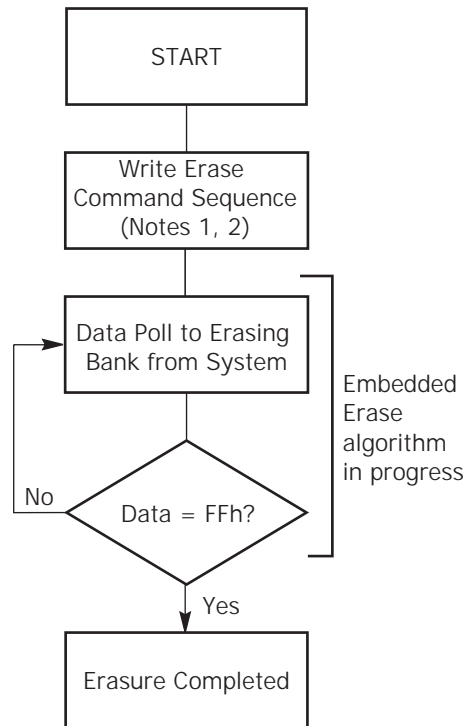 START
Write Erase
Command Sequence
(Notes 1, 2)
Data Poll to Erasing
Bank from System
Embedded
Erase
algorithm
in progress
No
Data = FFh?
Yes
Erasure Completed